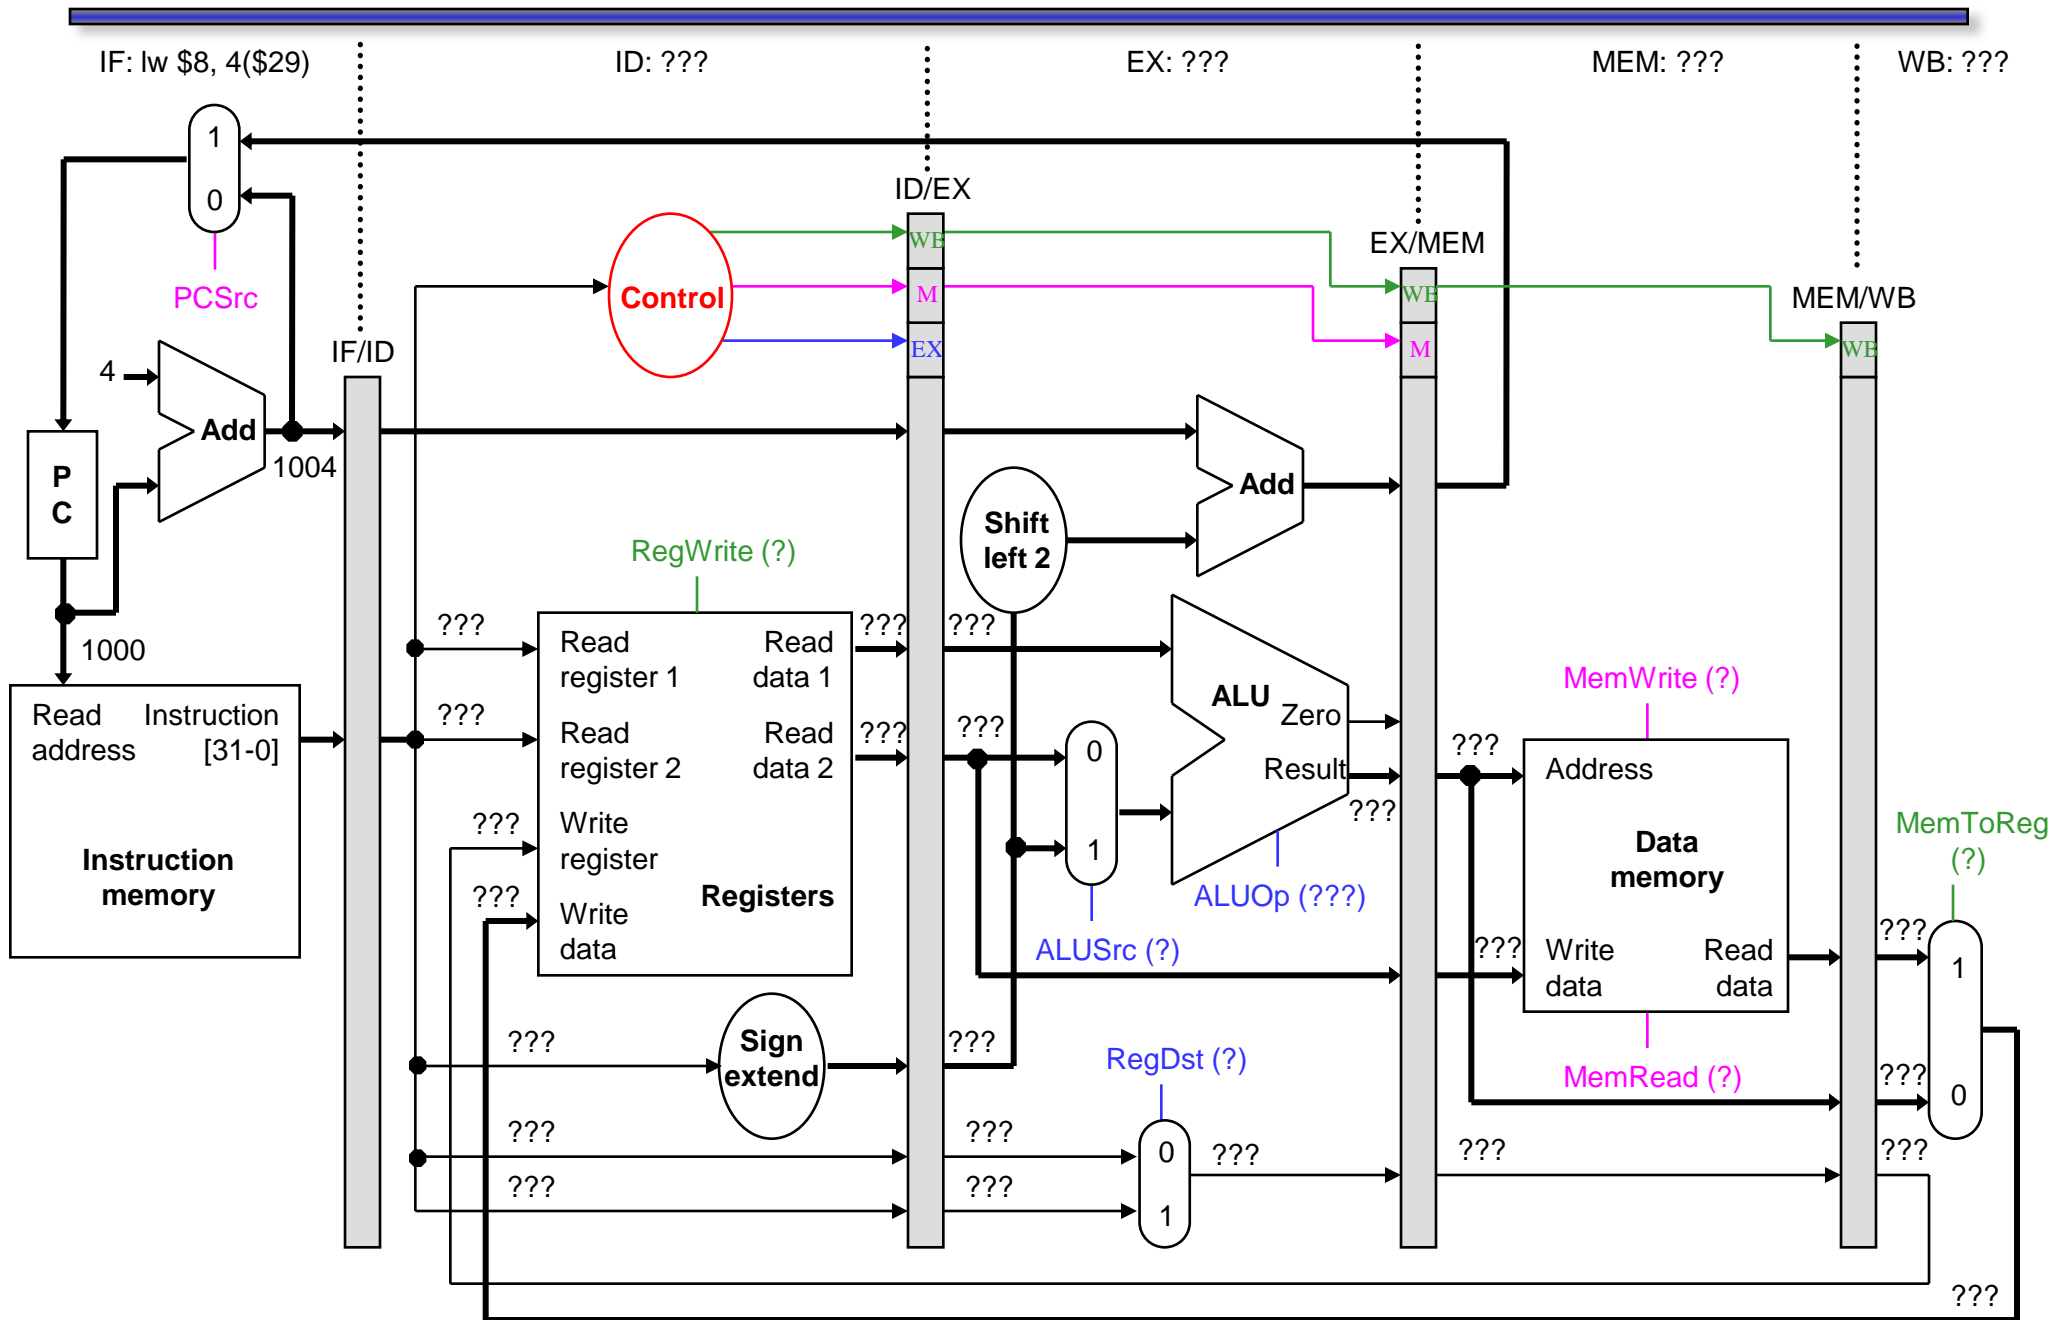 IF: lw $8, 4($29)
ID: ???
EX: ???
MEM: ???
WB: ???
1
0
PCSrc
4
Add
1004
P
C
1000
Read
address
Instruction
[31-0]
Instruction
memory
IF/ID
Control
ID/EX
WB
M
EX
EX/MEM
WB
M
MEM/WB
WB
Shift
left 2
Add
RegWrite (?)
???
???
???
???
Read
register 1
Read
data 1
Read
register 2
Read
data 2
Write
register
Write
data
Registers
???
???
???
???
0
1
ALUSrc (?)
ALU
Zero
Result
???
ALUOp (???)
???
Sign
extend
???
???
???
???
???
RegDst (?)
0
1
???
MemWrite (?)
???
Address
Data
memory
???
Write
data
Read
data
MemRead (?)
???
MemToReg
(?)
???
1
???
0
???
???